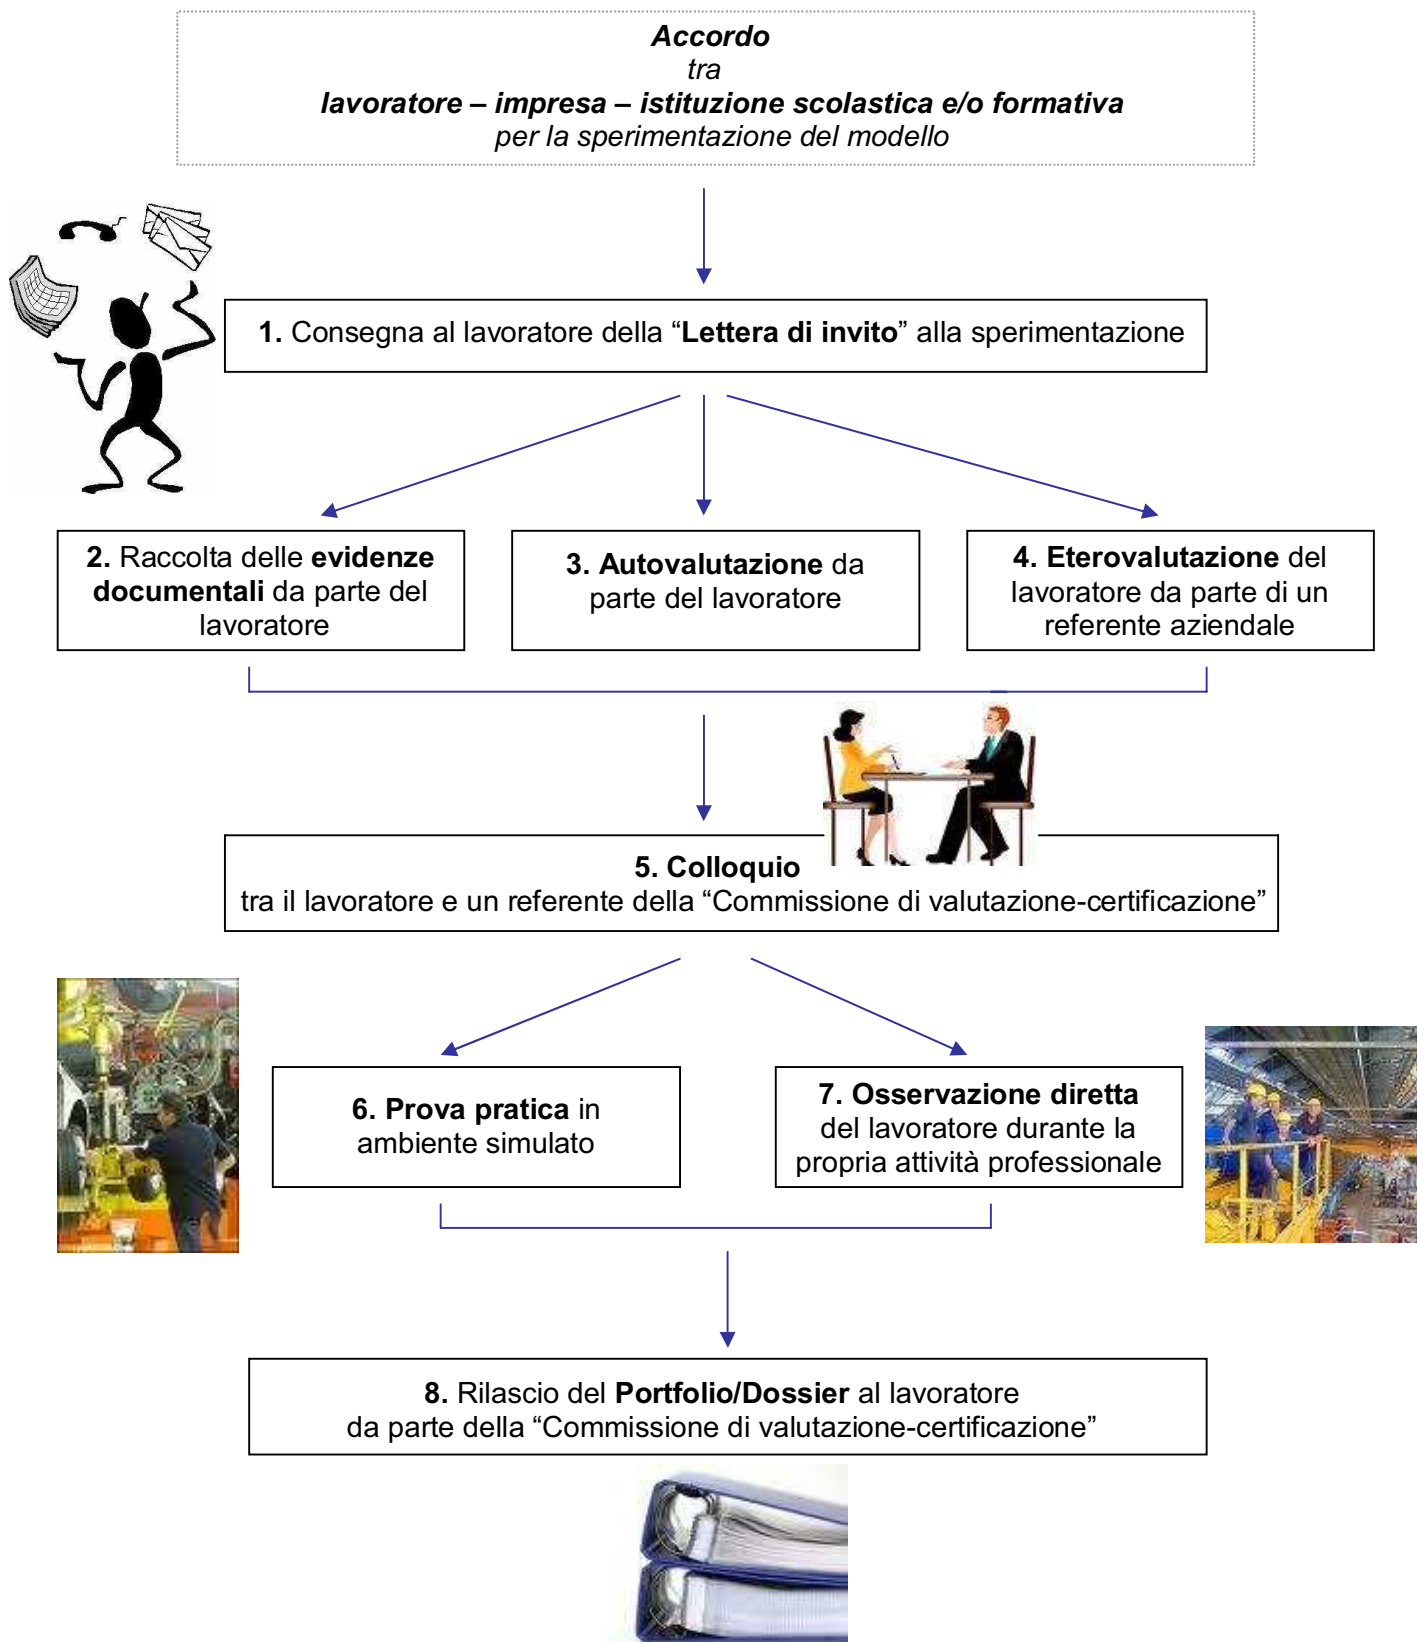 Accordo
tra
lavoratore – impresa – istituzione scolastica e/o formativa
per la sperimentazione del modello
1. Consegna al lavoratore della “Lettera di invito” alla sperimentazione
2. Raccolta delle evidenze
documentali da parte del
lavoratore
3. Autovalutazione da
parte del lavoratore
4. Eterovalutazione del
lavoratore da parte di un
referente aziendale
5. Colloquio
tra il lavoratore e un referente della “Commissione di valutazione-certificazione”
6. Prova pratica in
ambiente simulato
7. Osservazione diretta
del lavoratore durante la
propria attività professionale
8. Rilascio del Portfolio/Dossier al lavoratore
da parte della “Commissione di valutazione-certificazione”